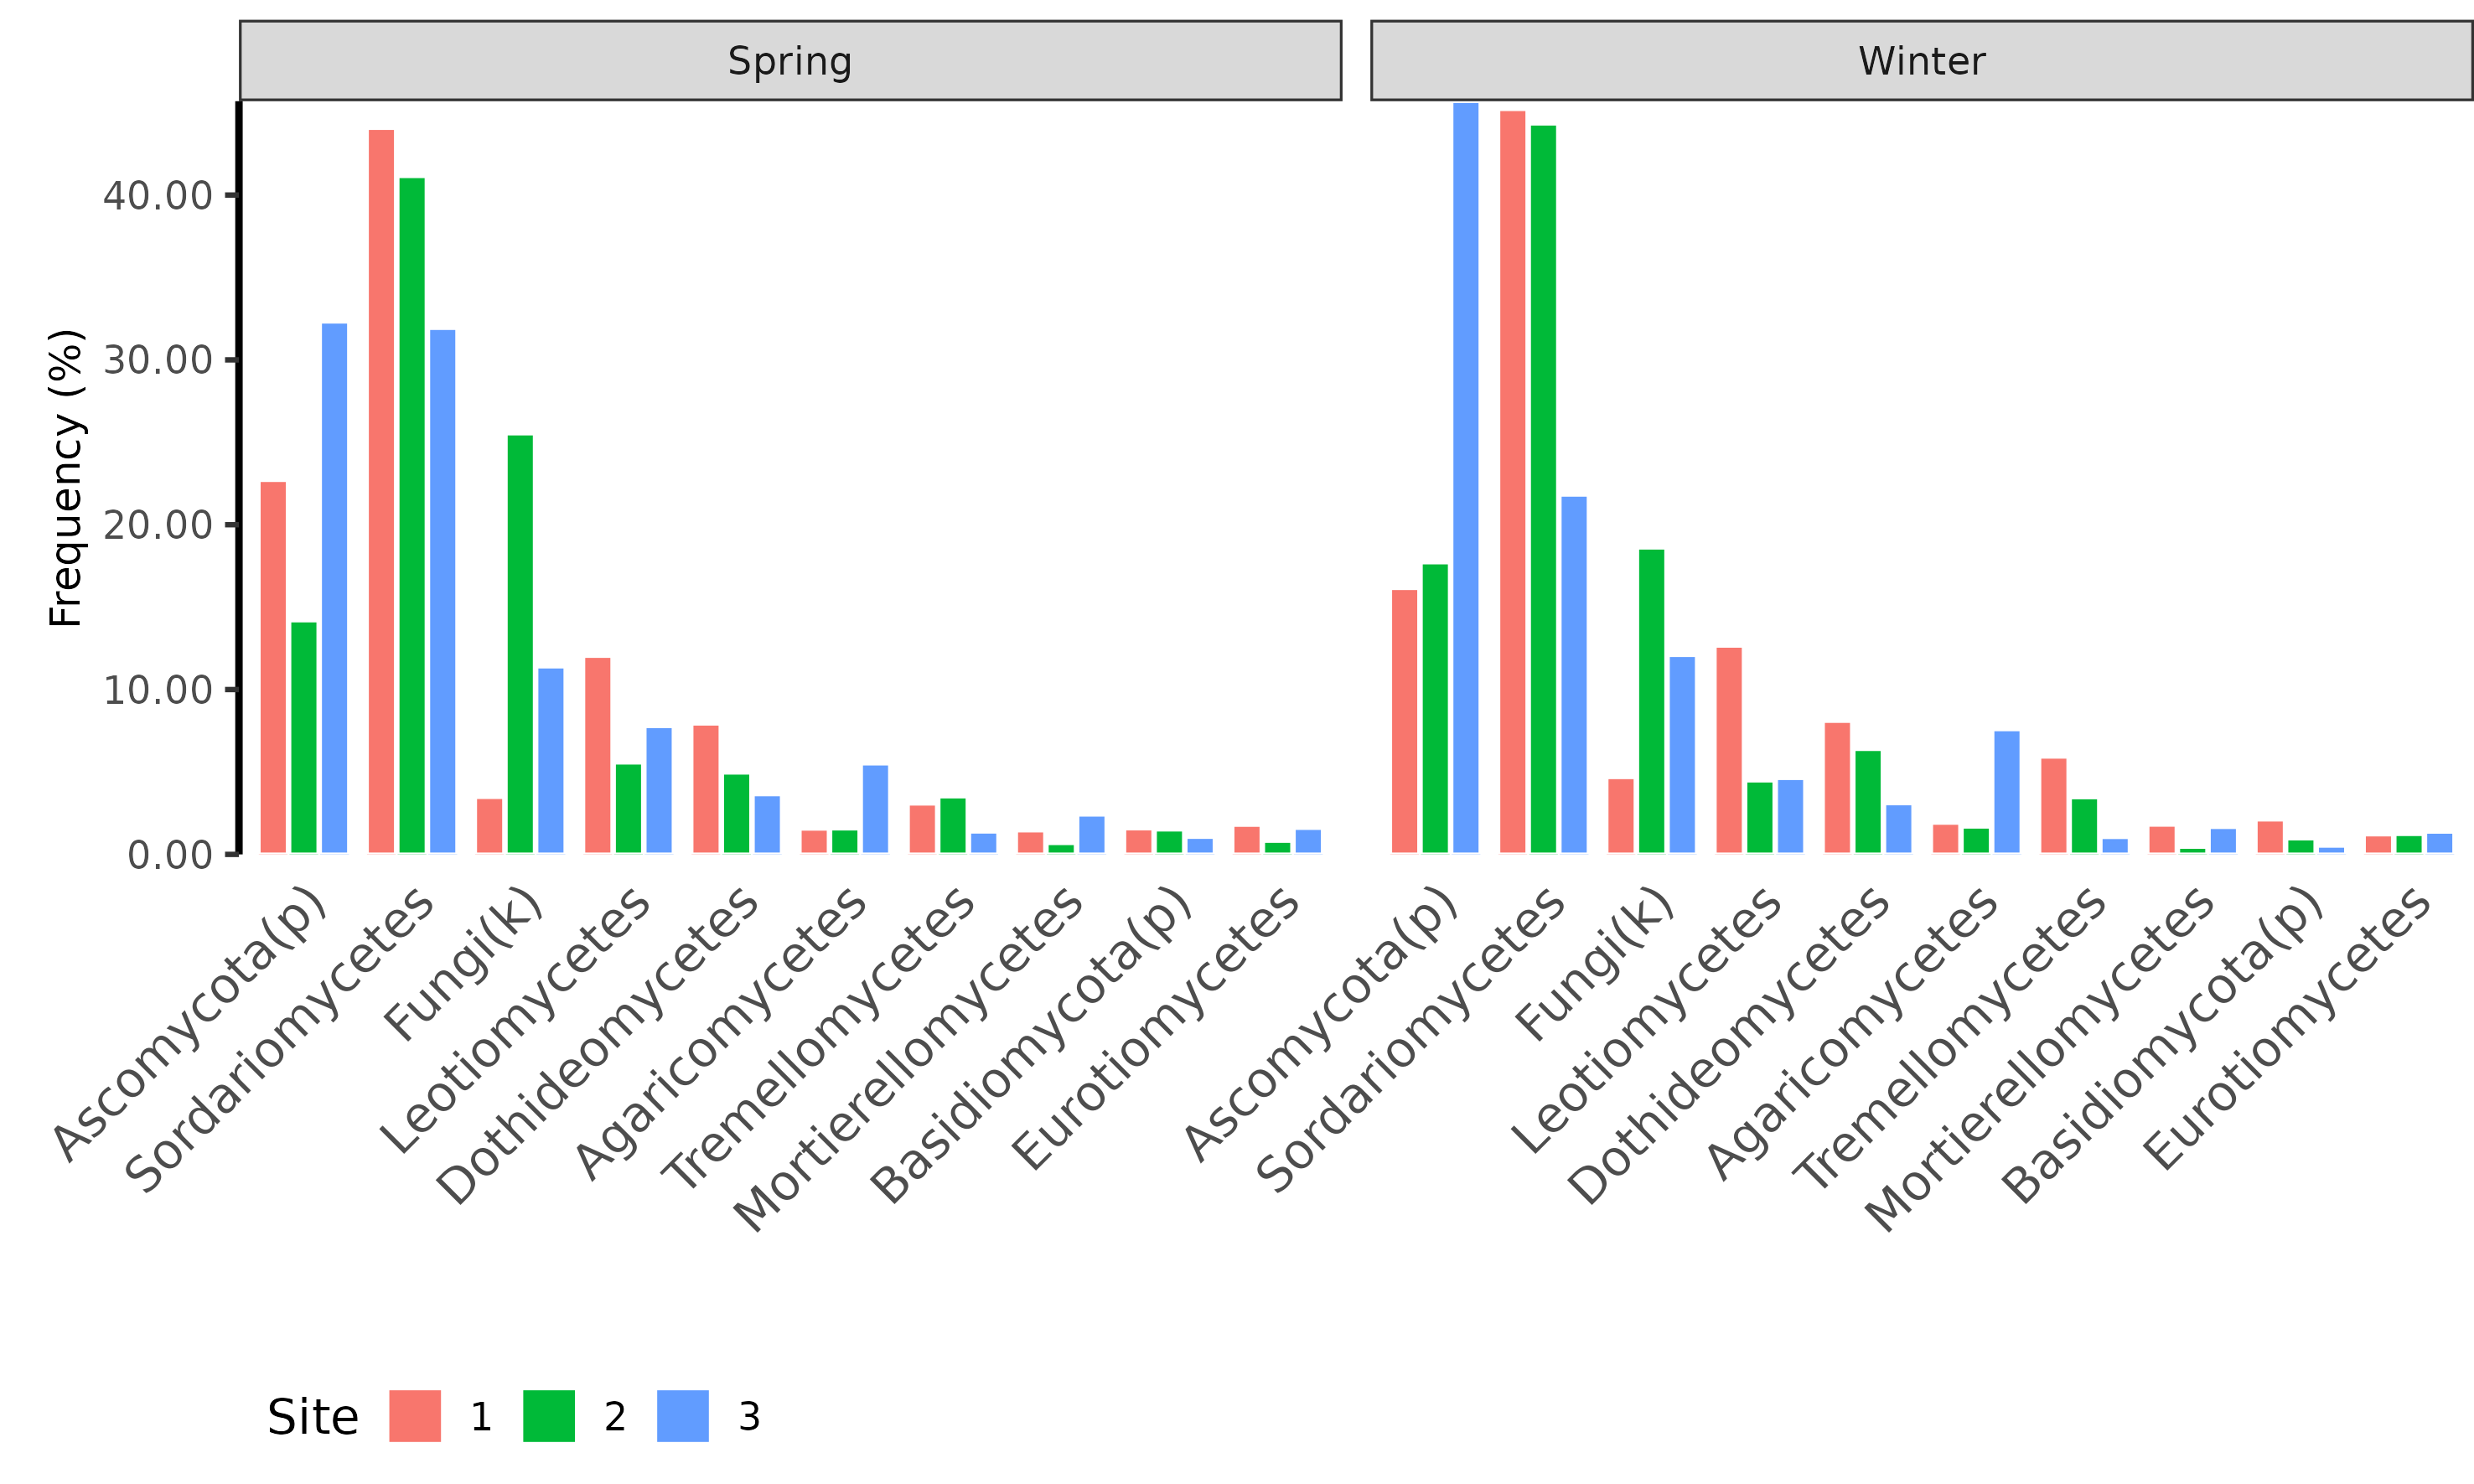 Spring
Winter
Frequency (%)
40.00
30.00
20.00
10.00
0.00
Ascomycota(p)
Sordariomycetes
Fungi(k)
Leotiomycetes
Dothideomycetes
Agaricomycetes
Tremellomycetes
Mortierellomycetes
Basidiomycota(p)
Eurotiomycetes
Ascomycota(p)
Sordariomycetes
Fungi(k)
Leotiomycetes
Dothideomycetes
Agaricomycetes
Tremellomycetes
Mortierellomycetes
Basidiomycota(p)
Eurotiomycetes
Site 1 2 3